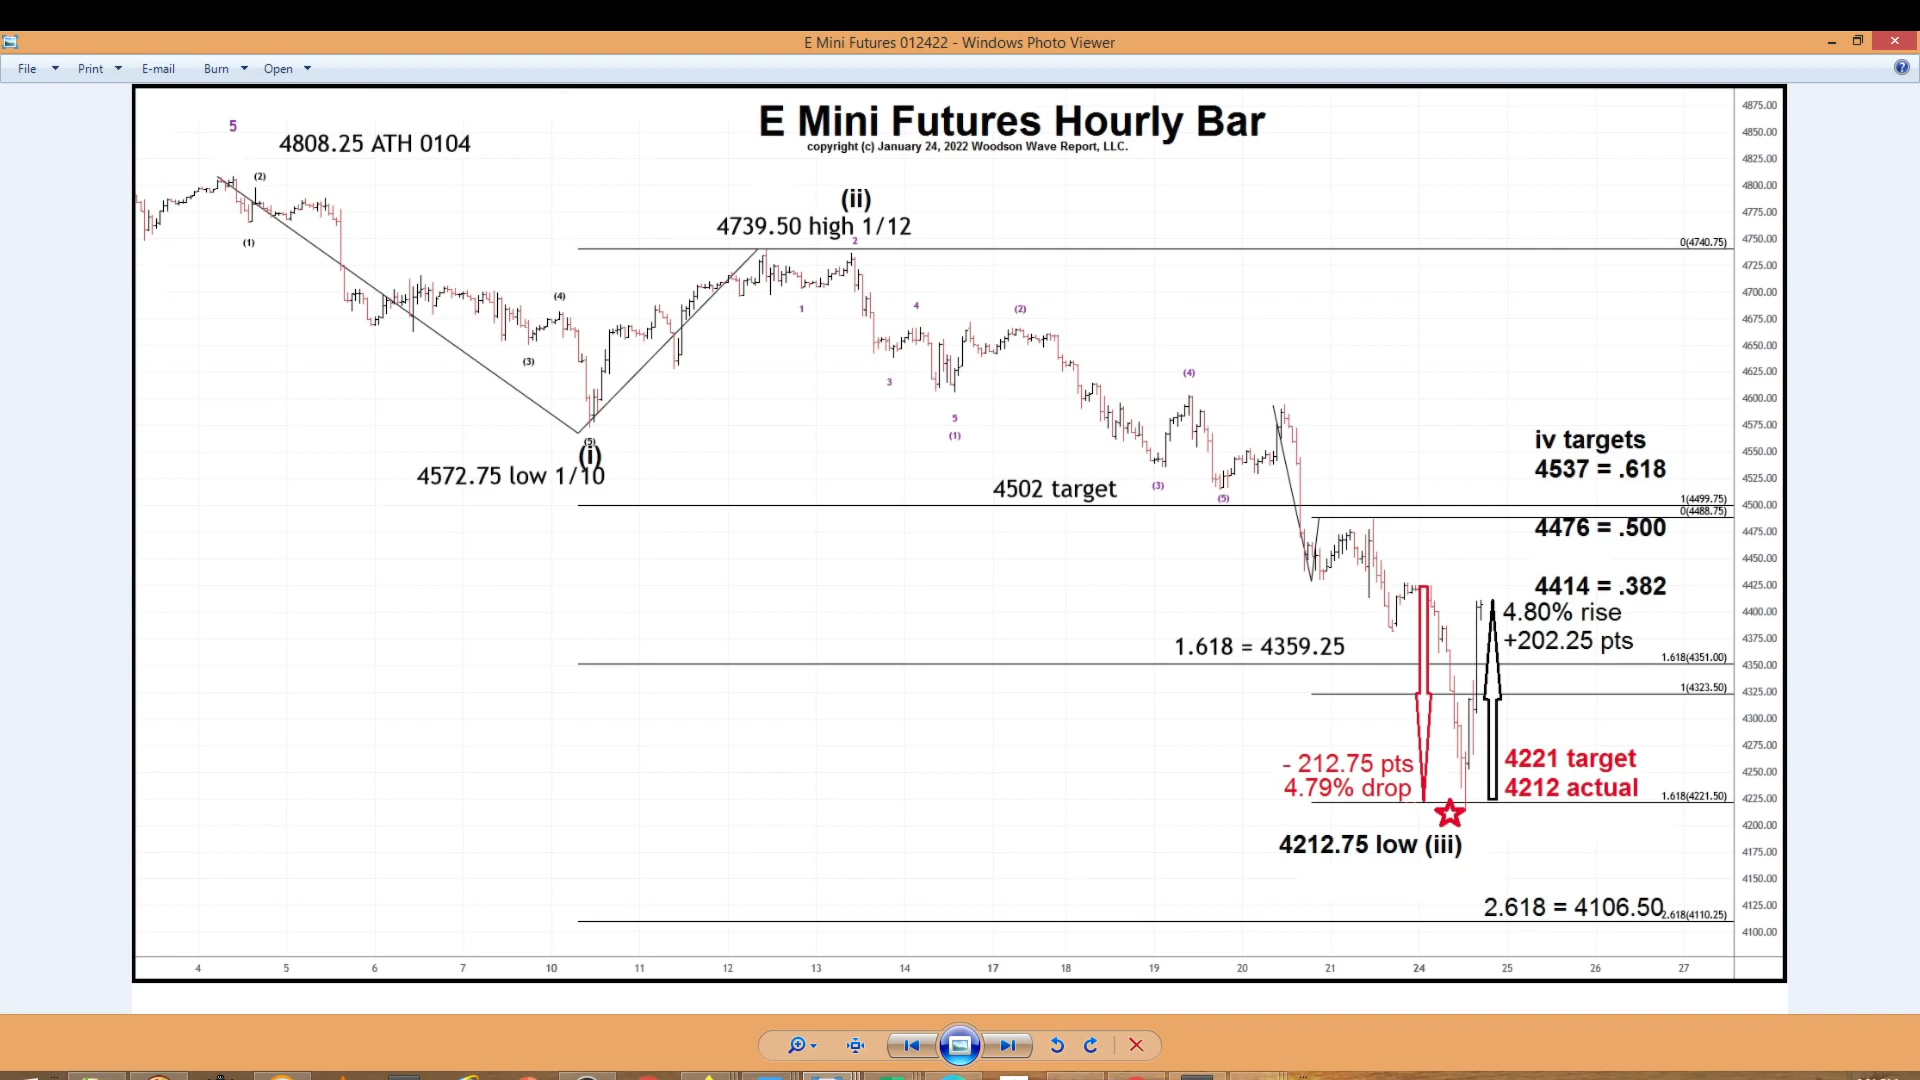 E Mini Futures 012422 - Windows Photo Viewer
File Print E-mail Burn Open
E Mini Futures Hourly Bar
copyright (c) January 24, 2022 Woodson Wave Report, LLC.
5
4808.25 ATH 0104
(2)
(1)
(ii)
4739.50 high 1/12
2
0(4740.75)
(4)
(3)
1
4
(2)
3
5
(1)
(5)
(i)
4572.75 low 1/10
(4)
(3)
(5)
4502 target
iv targets
4537 = .618
1(4499.75)
0(4488.75)
4476 = .500
4414 = .382
4.80% rise
+202.25 pts
1.618 = 4359.25
1.618(4351.00)
1(4323.50)
- 212.75 pts
4.79% drop
4221 target
4212 actual
1.618(4221.50)
4212.75 low (iii)
2.618 = 4106.50
2.618(4110.25)
4875.00
4850.00
4825.00
4800.00
4775.00
4750.00
4725.00
4700.00
4675.00
4650.00
4625.00
4600.00
4575.00
4550.00
4525.00
4500.00
4475.00
4450.00
4425.00
4400.00
4375.00
4350.00
4325.00
4300.00
4275.00
4250.00
4225.00
4200.00
4175.00
4150.00
4125.00
4100.00
4 5 6 7 10 11 12 13 14 17 18 19 20 21 24 25 26 27